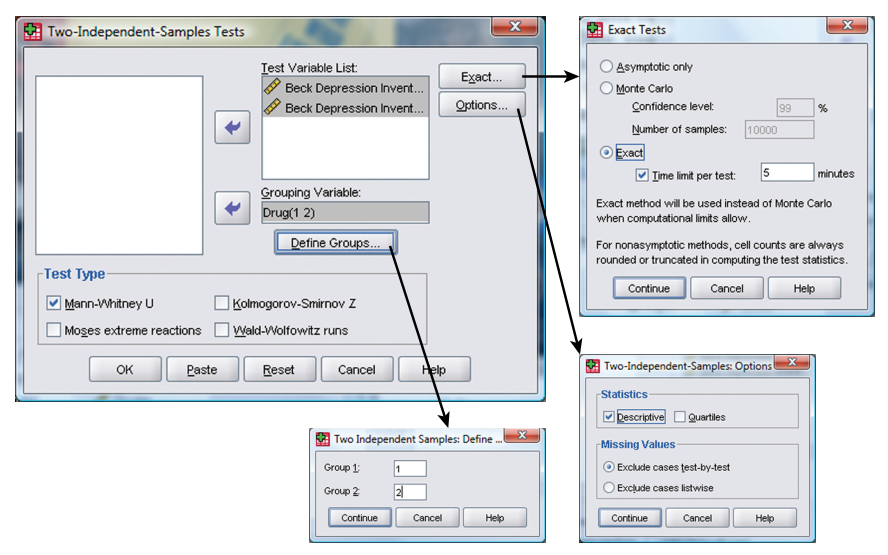 Two-Independent-Samples Tests
Test Variable List:
Beck Depression Invent...
Beck Depression Invent...
Exact...
Options...
Grouping Variable:
Drug(1 2)
Define Groups...
Test Type
Mann-Whitney U
Kolmogorov-Smirnov Z
Moses extreme reactions
Wald-Wolfowitz runs
OK
Paste
Reset
Cancel
Help
Exact Tests
Asymptotic only
Monte Carlo
Confidence level:
99
%
Number of samples:
10000
Exact
Time limit per test:
5
minutes
Exact method will be used instead of Monte Carlo
when computational limits allow.
For nonasymptotic methods, cell counts are always
rounded or truncated in computing the test statistics.
Continue
Cancel
Help
Two Independent Samples: Define ...
Group 1:
1
Group 2:
2
Continue
Cancel
Help
Two-Independent-Samples: Options
Statistics
Descriptive
Quartiles
Missing Values
Exclude cases test-by-test
Exclude cases listwise
Continue
Cancel
Help